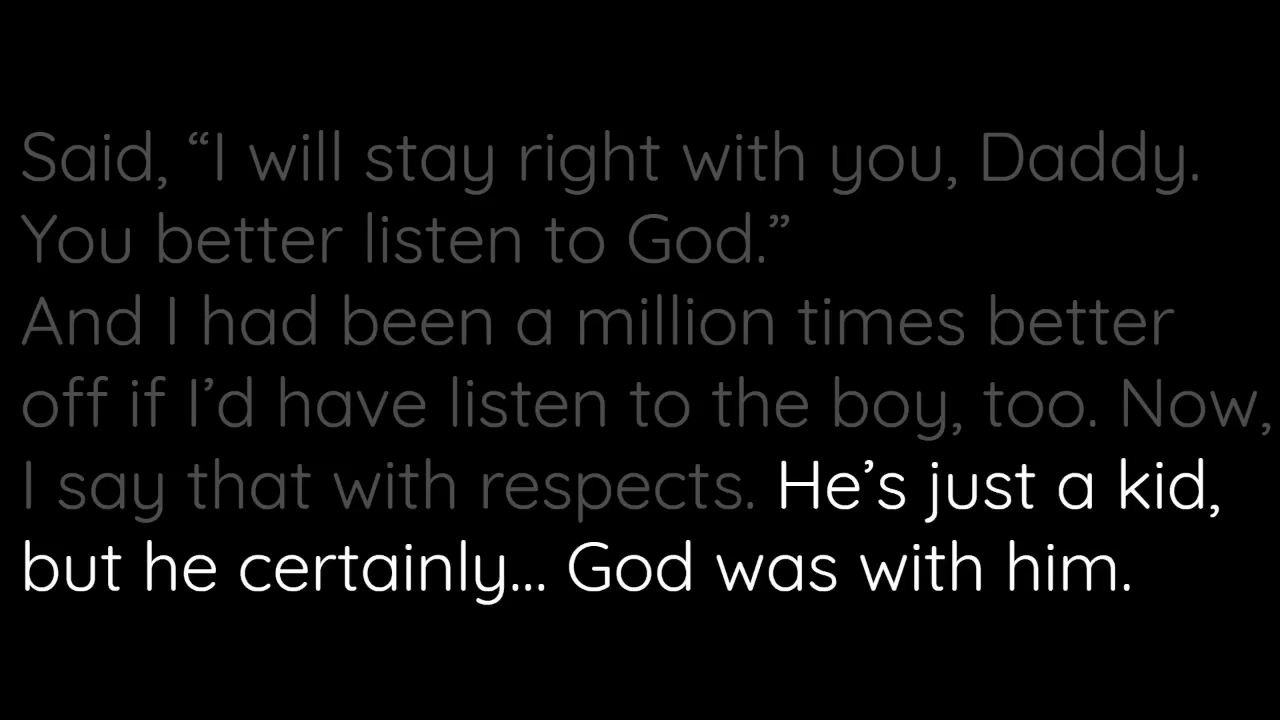 Said, “I will stay right with you, Daddy.
You better listen to God.”
And I had been a million times better
off if I’d have listen to the boy, too. Now,
I say that with respects. He’s just a kid,
but he certainly... God was with him.